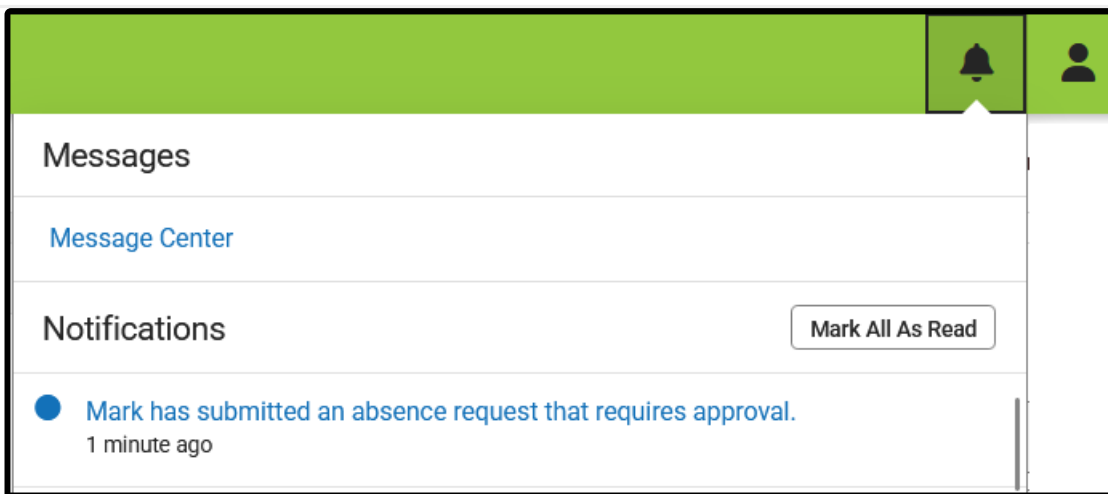 Messages
Message Center
Notifications
Mark All As Read
Mark has submitted an absence request that requires approval.
1 minute ago